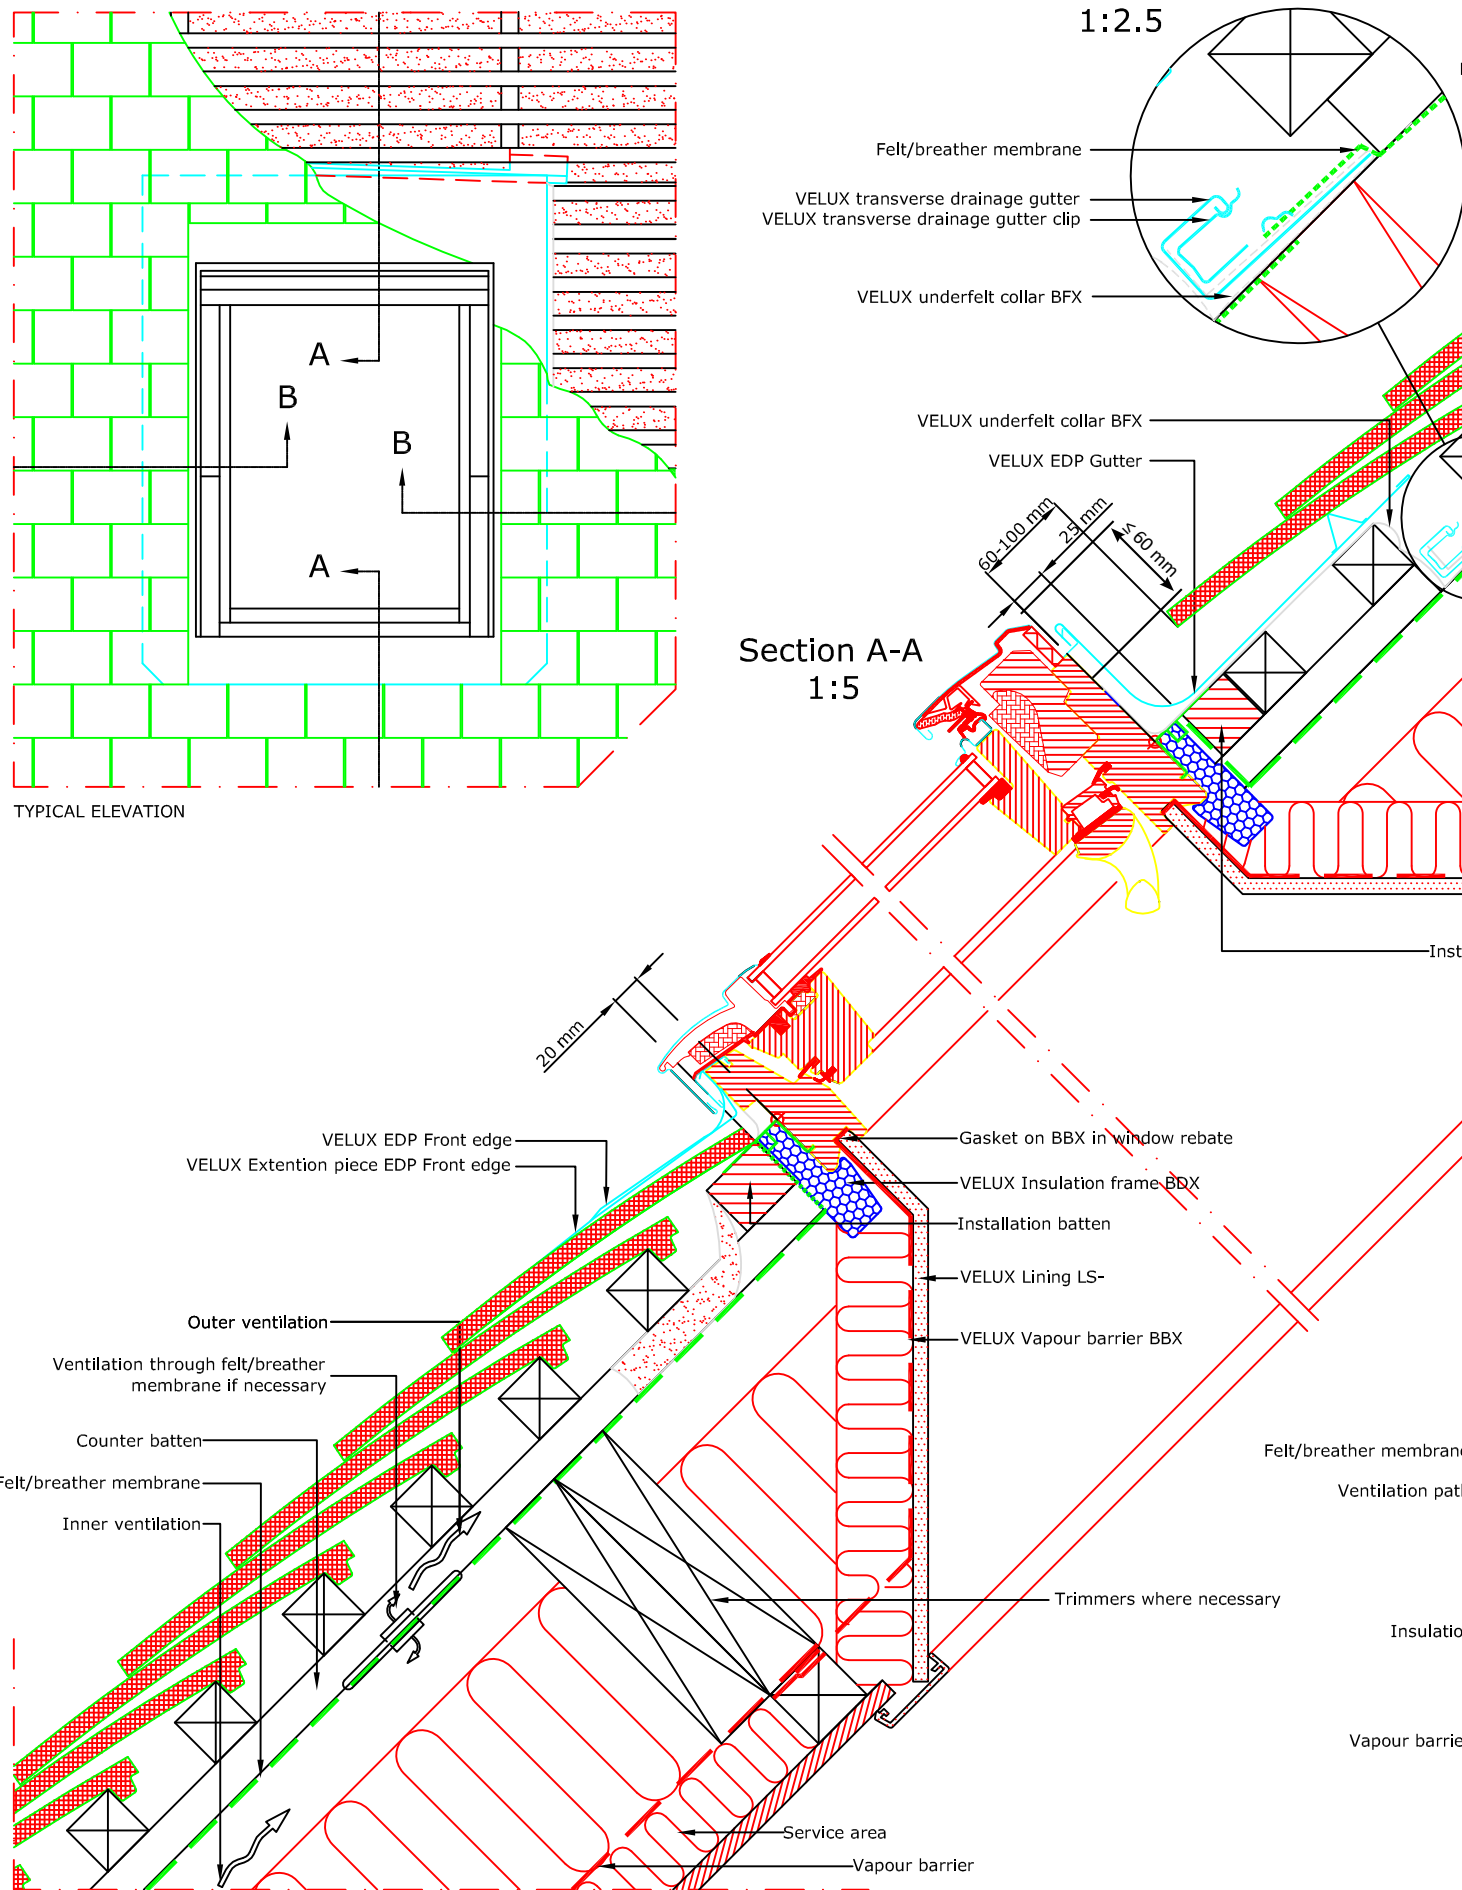 1:2.5
Felt/breather membrane
VELUX transverse drainage gutter
VELUX transverse drainage gutter clip
VELUX underfelt collar BFX
A
B
B
A
TYPICAL ELEVATION
VELUX underfelt collar BFX
VELUX EDP Gutter
60-100 mm
25 mm
≤ 60 mm
Section A-A
1:5
Inst
20 mm
VELUX EDP Front edge
VELUX Extention piece EDP Front edge
Gasket on BBX in window rebate
VELUX Insulation frame BDX
Installation batten
VELUX Lining LS-
VELUX Vapour barrier BBX
Outer ventilation
Ventilation through felt/breather
membrane if necessary
Counter batten
Felt/breather membrane
Inner ventilation
Felt/breather membrane
Ventilation path
Trimmers where necessary
Insulatio
Vapour barrie
Service area
Vapour barrier